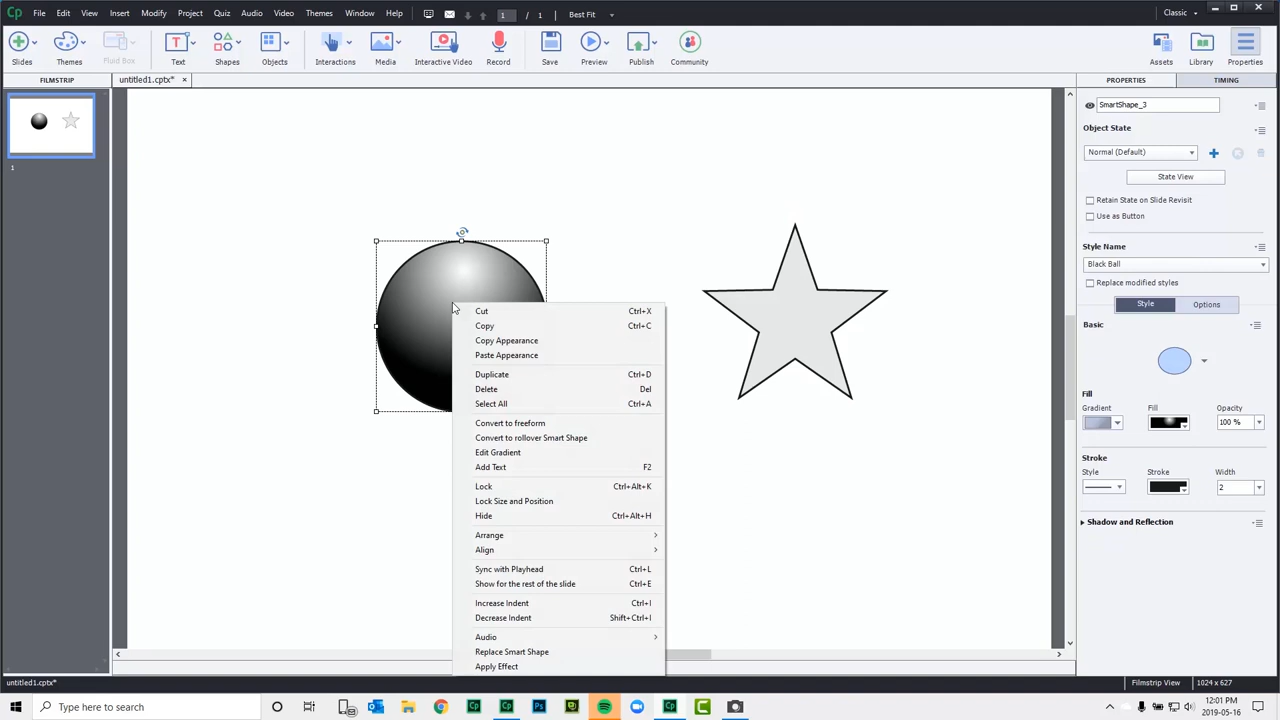 Cp File Edit View Insert Modify Project Quiz Audio Video Themes Window Help 1 / 1 Best Fit Classic
Slides Themes Fluid Box Text Shapes Objects Interactions Media Interactive Video Record Save Preview Publish Community Assets Library Properties
FILMSTRIP untitled1.cptx* × PROPERTIES TIMING
1
SmartShape_3
Object State
Normal (Default)
State View
Retain State on Slide Revisit
Use as Button
Style Name
Black Ball
Replace modified styles
Style Options
Basic
Fill
Gradient Fill Opacity
100 %
Stroke
Style Stroke Width
2
Shadow and Reflection
Cut Ctrl+X
Copy Ctrl+C
Copy Appearance
Paste Appearance
Duplicate Ctrl+D
Delete Del
Select All Ctrl+A
Convert to freeform
Convert to rollover Smart Shape
Edit Gradient
Add Text F2
Lock Ctrl+Alt+K
Lock Size and Position
Hide Ctrl+Alt+H
Arrange
Align
Sync with Playhead Ctrl+L
Show for the rest of the slide Ctrl+E
Increase Indent Ctrl+I
Decrease Indent Shift+Ctrl+I
Audio
Replace Smart Shape
Apply Effect
untitled1.cptx* Filmstrip View 1024 x 627
Type here to search Cp Cp Ps Cp 12:01 PM
2019-05-16